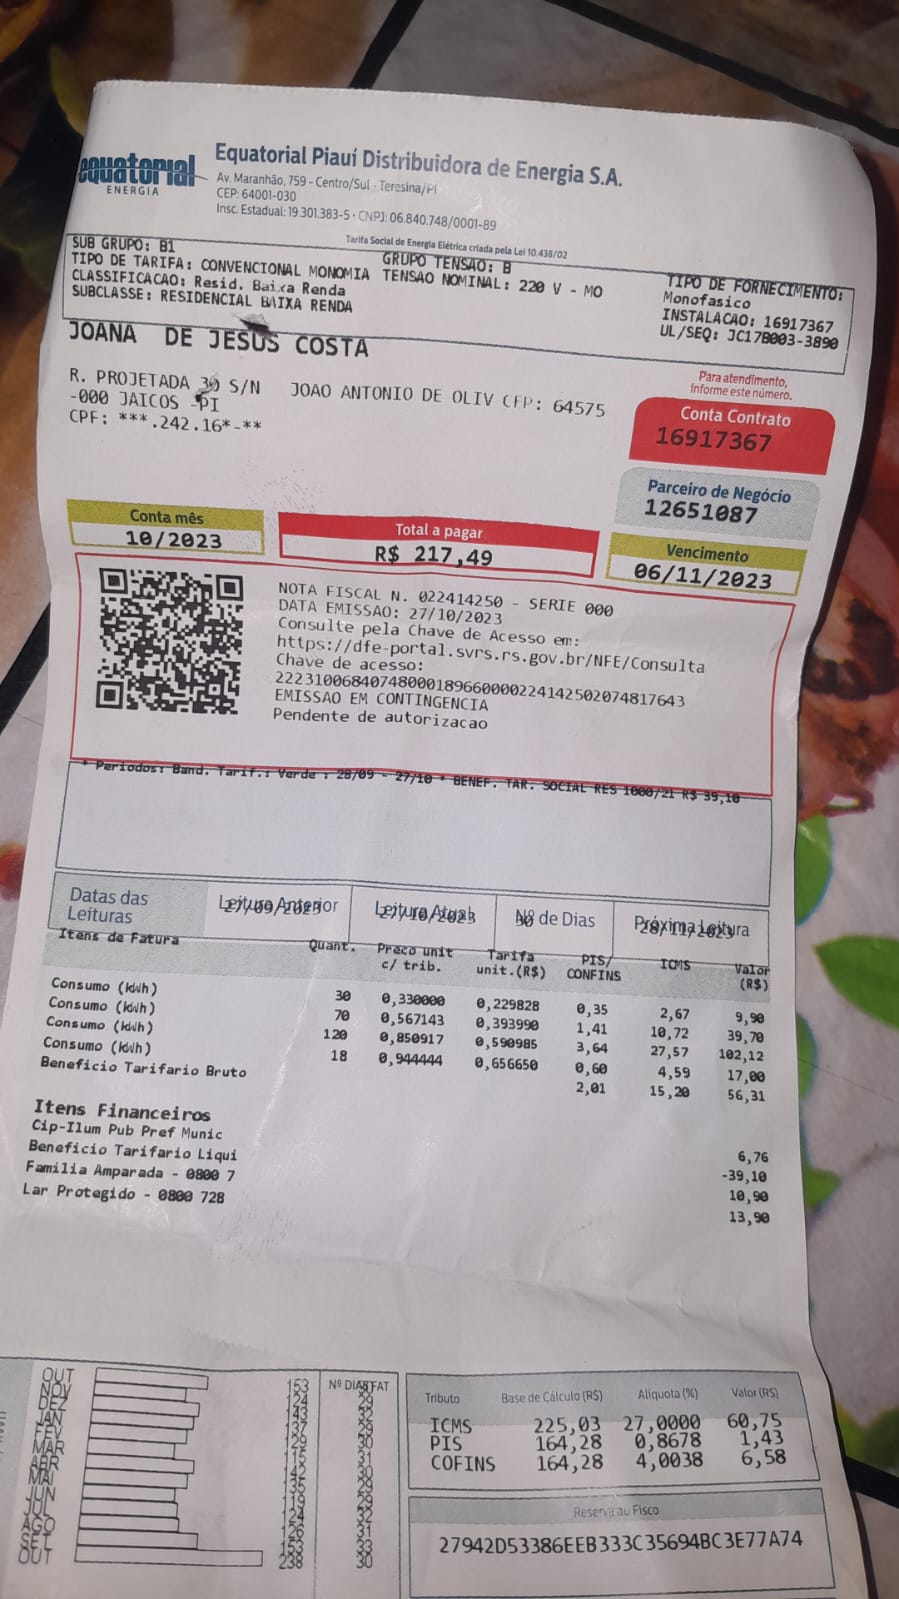 equatorial
ENERGIA
Equatorial Piauí Distribuidora de Energia S.A.
Av. Maranhão, 759 - Centro/Sul - Teresina/PI
CEP: 64001-030
Insc. Estadual: 19.301.383-5 · CNPJ: 06.840.748/0001-89
Tarifa Social de Energia Elétrica criada pela Lei 10.438/02
SUB GRUPO: B1 GRUPO TENSAO: B
TIPO DE TARIFA: CONVENCIONAL MONOMIA TENSAO NOMINAL: 220 V - MO
CLASSIFICACAO: Resid. Baixa Renda
SUBCLASSE: RESIDENCIAL BAIXA RENDA
TIPO DE FORNECIMENTO:
Monofasico
INSTALACAO: 16917367
UL/SEQ: JC17B003-3890
JOANA DE JESUS COSTA
R. PROJETADA 30 S/N JOAO ANTONIO DE OLIV CEP: 64575
-000 JAICOS -PI
CPF: ***.242.16*-**
Para atendimento,
informe este número.
Conta Contrato
16917367
Parceiro de Negócio
12651087
Conta mês
10/2023
Total a pagar
R$ 217,49
Vencimento
06/11/2023
NOTA FISCAL N. 022414250 - SERIE 000
DATA EMISSAO: 27/10/2023
Consulte pela Chave de Acesso em:
https://dfe-portal.svrs.rs.gov.br/NFE/Consulta
Chave de acesso:
22231006840748000189660000224142502074817643
EMISSAO EM CONTINGENCIA
Pendente de autorizacao
* Periodos: Band. Tarif.: Verde : 28/09 - 27/10 * BENEF. TAR. SOCIAL RES 1000/21 R$ 39,10
Datas das Leituras Leitura Anterior Leitura Atual Nº de Dias Próxima Leitura
27/09/2023 27/10/2023 30 28/11/2023
Itens de Fatura Quant. Preco unit c/ trib. Tarifa unit.(R$) PIS/COFINS ICMS Valor (R$)
Consumo (kWh) 30 0,330000 0,229828 0,35 2,67 9,90
Consumo (kWh) 70 0,567143 0,393990 1,41 10,72 39,70
Consumo (kWh) 120 0,850917 0,590985 3,64 27,57 102,12
Consumo (kWh) 18 0,944444 0,656650 0,60 4,59 17,00
Beneficio Tarifario Bruto 2,01 15,20 56,31
Itens Financeiros
Cip-Ilum Pub Pref Munic 6,76
Beneficio Tarifario Liqui -39,10
Familia Amparada - 0800 7 10,90
Lar Protegido - 0800 728 13,90
Nº DIAS FAT
OUT 153 29
NOV 124 29
DEZ 143 32
JAN 137 29
FEV 129 30
MAR 115 31
ABR 142 30
MAI 135 29
JUN 119 29
JUL 124 32
AGO 126 31
SET 153 33
OUT 238 30
Tributo Base de Cálculo (R$) Alíquota (%) Valor (R$)
ICMS 225,03 27,0000 60,75
PIS 164,28 0,8678 1,43
COFINS 164,28 4,0038 6,58
Reserva ao Fisco
27942D53386EEB333C35694BC3E77A74